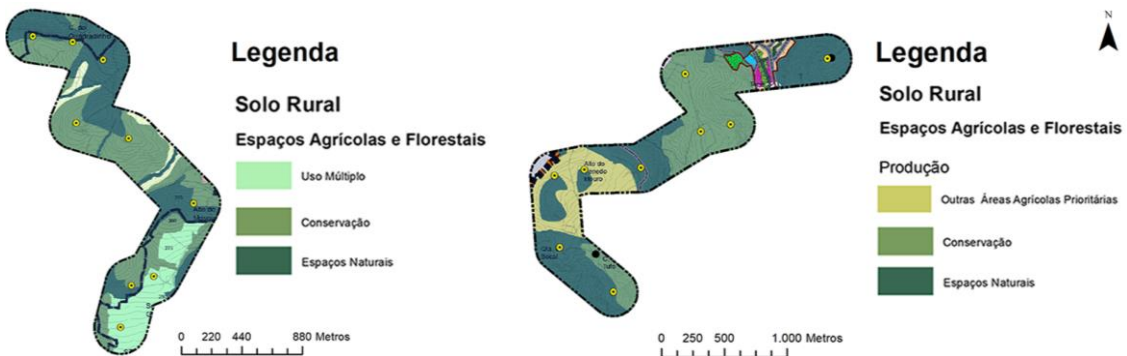 Legenda
Solo Rural
Espaços Agrícolas e Florestais
Uso Múltiplo
Conservação
Espaços Naturais
0 220 440 880 Metros
N
Legenda
Solo Rural
Espaços Agrícolas e Florestais
Produção
Outras Áreas Agrícolas Prioritárias
Conservação
Espaços Naturais
0 250 500 1.000 Metros